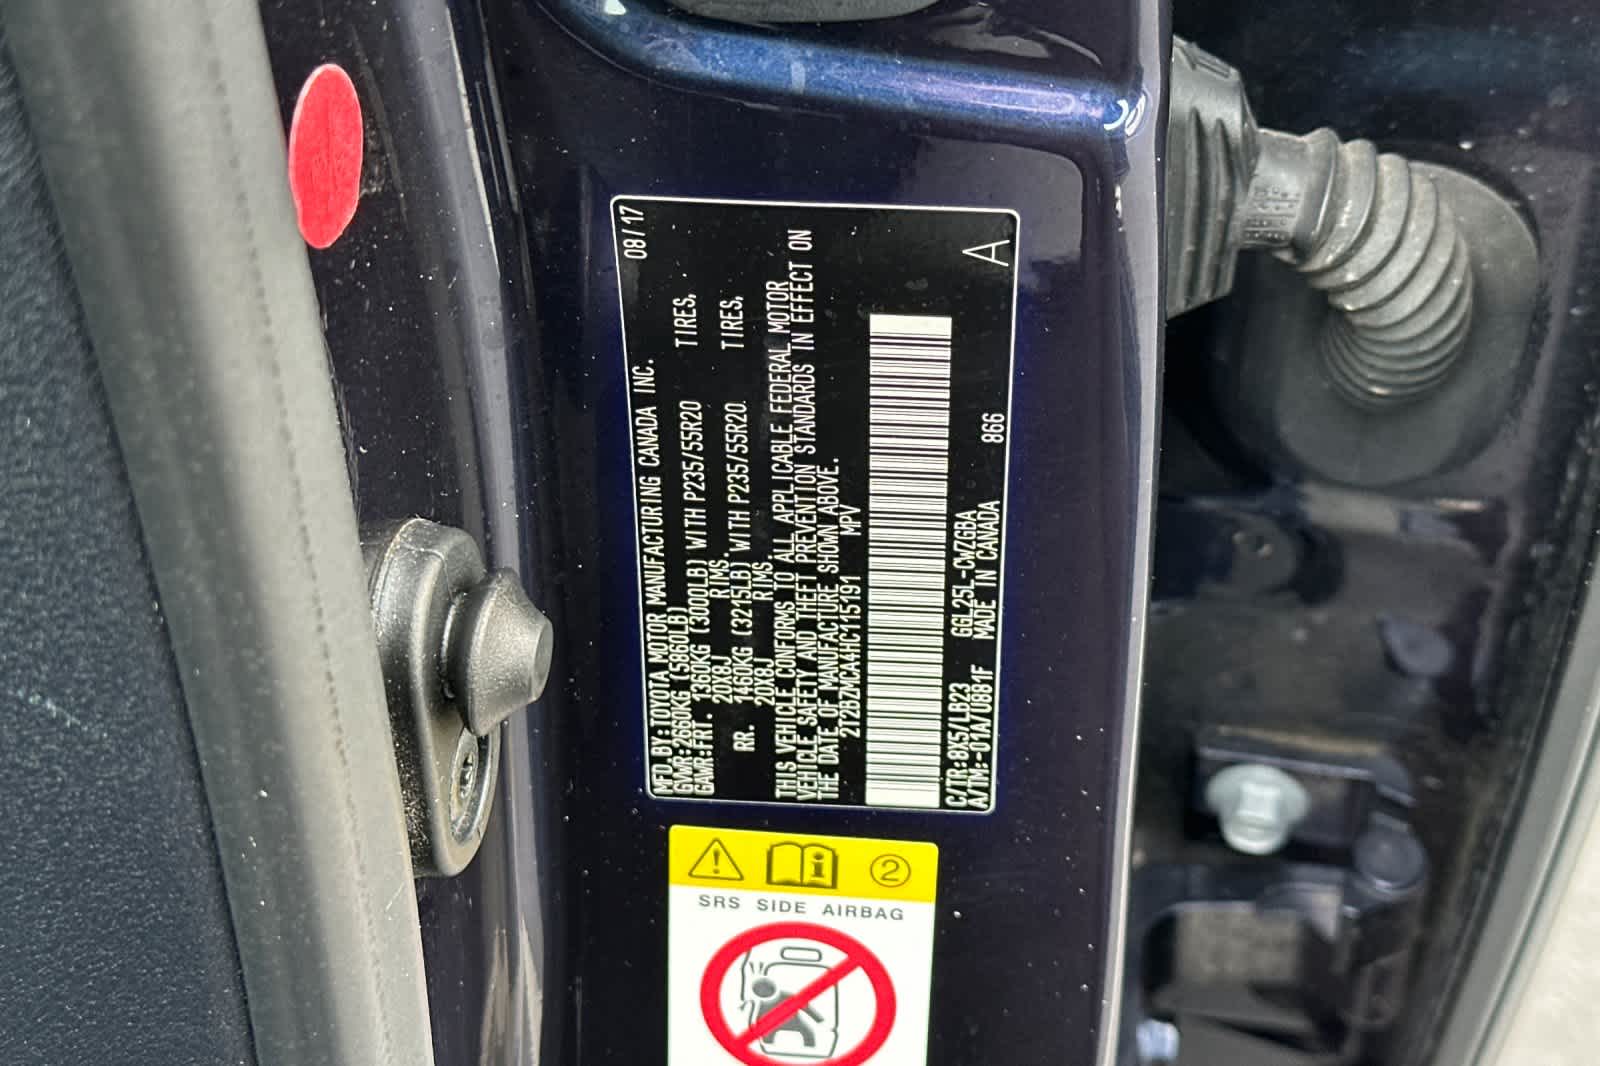 MFD.BY:TOYOTA MOTOR MANUFACTURING CANADA INC. 08/17
GVWR:2660KG (5860LB)
GAWR:FRT. 1360KG (3000LB) WITH P235/55R20 TIRES,
20X8J RIMS.
RR. 1460KG (3215LB) WITH P235/55R20 TIRES,
20X8J RIMS.
THIS VEHICLE CONFORMS TO ALL APPLICABLE FEDERAL MOTOR
VEHICLE SAFETY AND THEFT PREVENTION STANDARDS IN EFFECT ON
THE DATE OF MANUFACTURE SHOWN ABOVE.
2T2BZMCA4HC115191 MPV
C/TR:8X5/LB23 GGL25L-CWZGBA
A/TM:-01A/U881F MADE IN CANADA 866 A
2
SRS SIDE AIRBAG